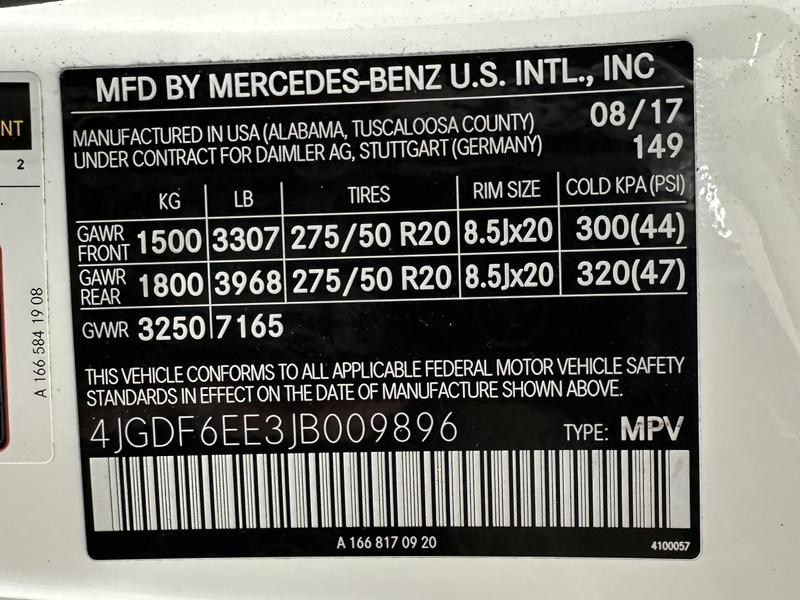 MFD BY MERCEDES-BENZ U.S. INTL., INC
MANUFACTURED IN USA (ALABAMA, TUSCALOOSA COUNTY) 08/17
UNDER CONTRACT FOR DAIMLER AG, STUTTGART (GERMANY) 149
KG LB TIRES RIM SIZE COLD KPA (PSI)
GAWR FRONT 1500 3307 275/50 R20 8.5Jx20 300(44)
GAWR REAR 1800 3968 275/50 R20 8.5Jx20 320(47)
GVWR 3250 7165
THIS VEHICLE CONFORMS TO ALL APPLICABLE FEDERAL MOTOR VEHICLE SAFETY
STANDARDS IN EFFECT ON THE DATE OF MANUFACTURE SHOWN ABOVE.
4JGDF6EE3JB009896 TYPE: MPV
A 166 817 09 20 4100057
NT
2
A 166 584 19 08